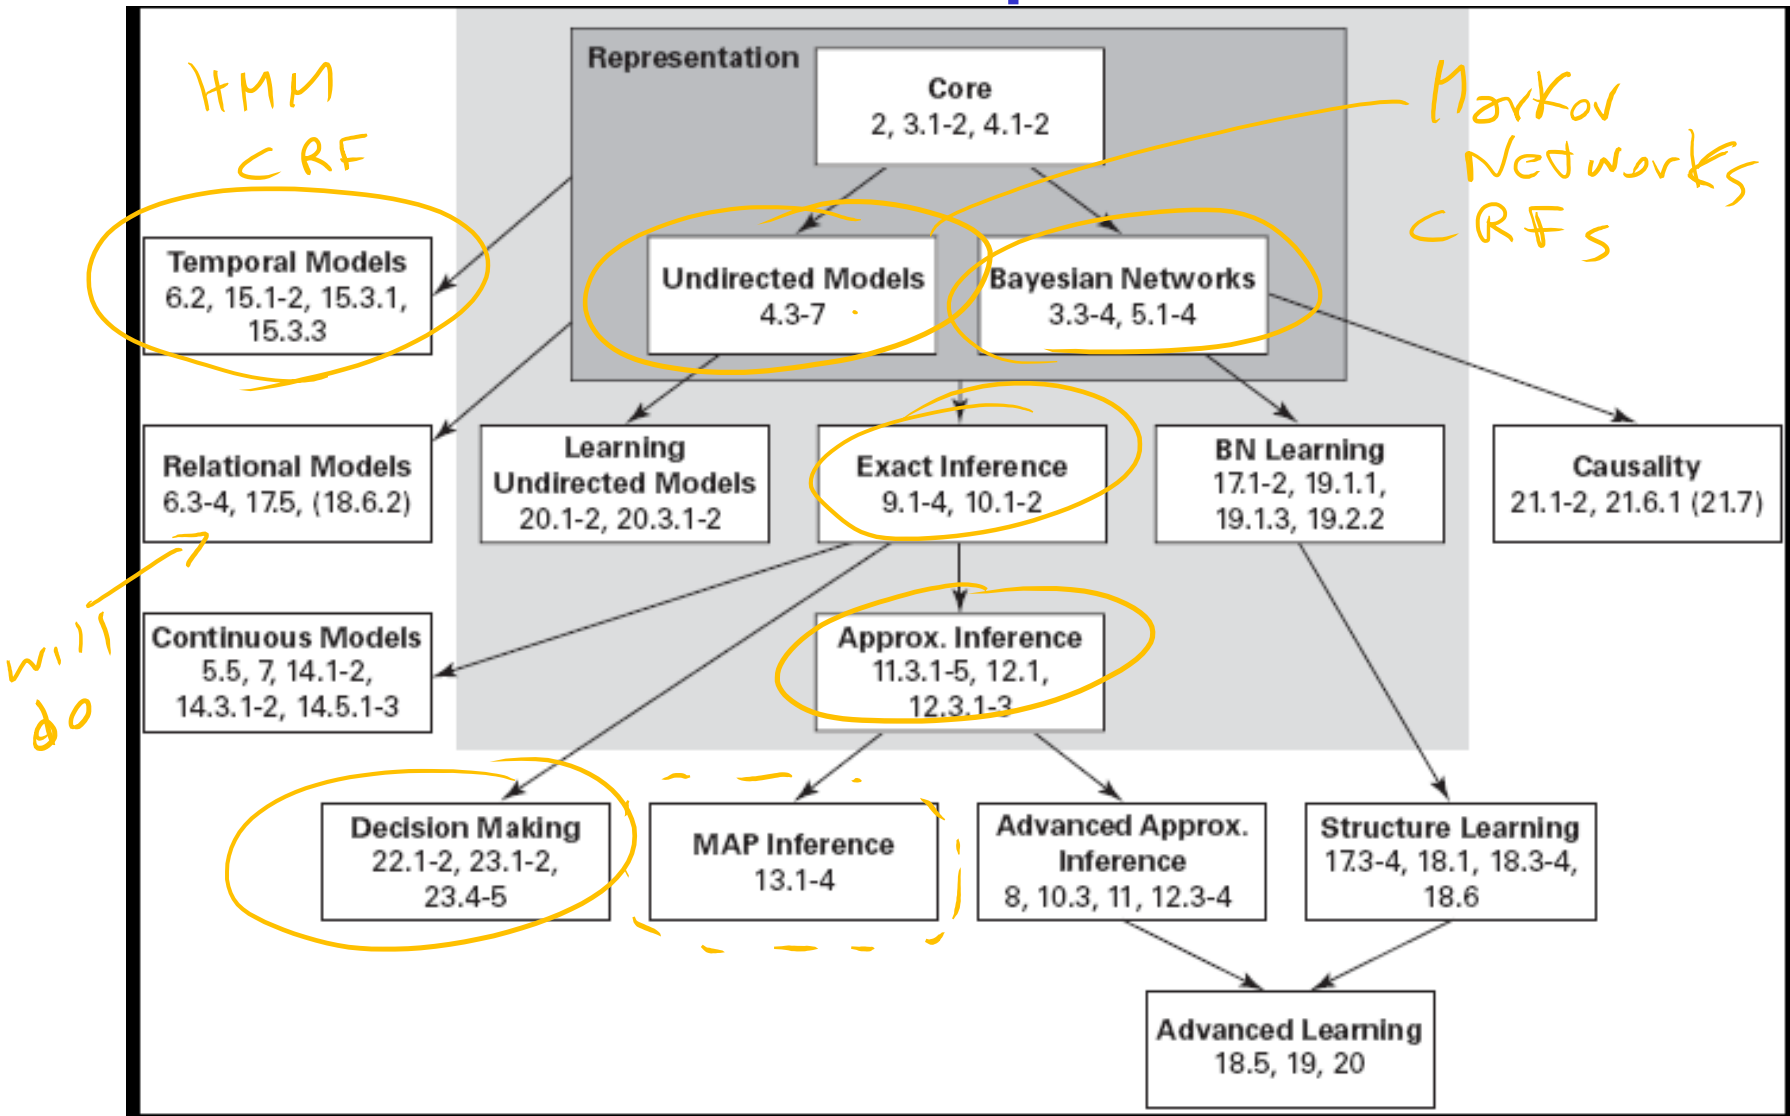 Representation
Core
2, 3.1-2, 4.1-2
HMM
CRF
Markov
Networks
CRFs
Temporal Models
6.2, 15.1-2, 15.3.1,
15.3.3
Undirected Models
4.3-7
Bayesian Networks
3.3-4, 5.1-4
Relational Models
6.3-4, 17.5, (18.6.2)
Learning
Undirected Models
20.1-2, 20.3.1-2
Exact Inference
9.1-4, 10.1-2
BN Learning
17.1-2, 19.1.1,
19.1.3, 19.2.2
Causality
21.1-2, 21.6.1 (21.7)
will
do
Continuous Models
5.5, 7, 14.1-2,
14.3.1-2, 14.5.1-3
Approx. Inference
11.3.1-5, 12.1,
12.3.1-3
Decision Making
22.1-2, 23.1-2,
23.4-5
MAP Inference
13.1-4
Advanced Approx.
Inference
8, 10.3, 11, 12.3-4
Structure Learning
17.3-4, 18.1, 18.3-4,
18.6
Advanced Learning
18.5, 19, 20